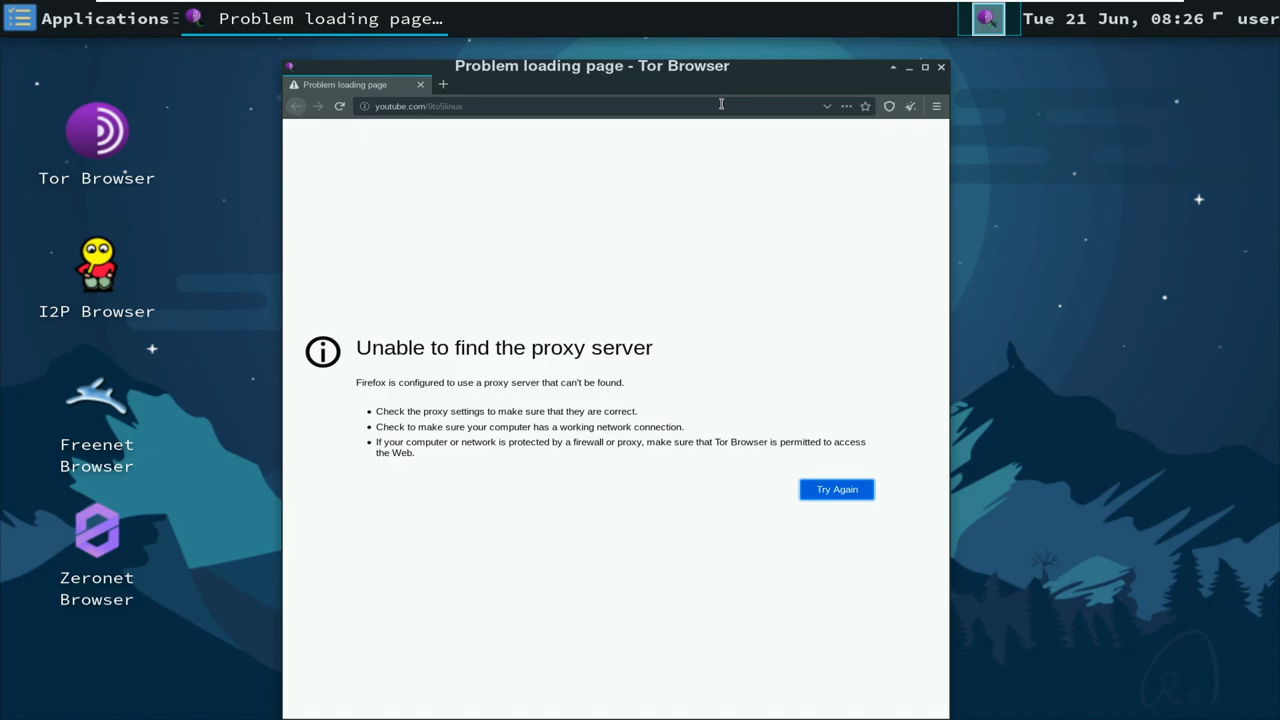 Applications
Problem loading page…
Tue 21 Jun, 08:26
user
Problem loading page - Tor Browser
Problem loading page
youtube.com/9to5linux
Tor Browser
I2P Browser
Freenet
Browser
Zeronet
Browser
Unable to find the proxy server
Firefox is configured to use a proxy server that can't be found.
Check the proxy settings to make sure that they are correct.
Check to make sure your computer has a working network connection.
If your computer or network is protected by a firewall or proxy, make sure that Tor Browser is permitted to access
the Web.
Try Again
Re